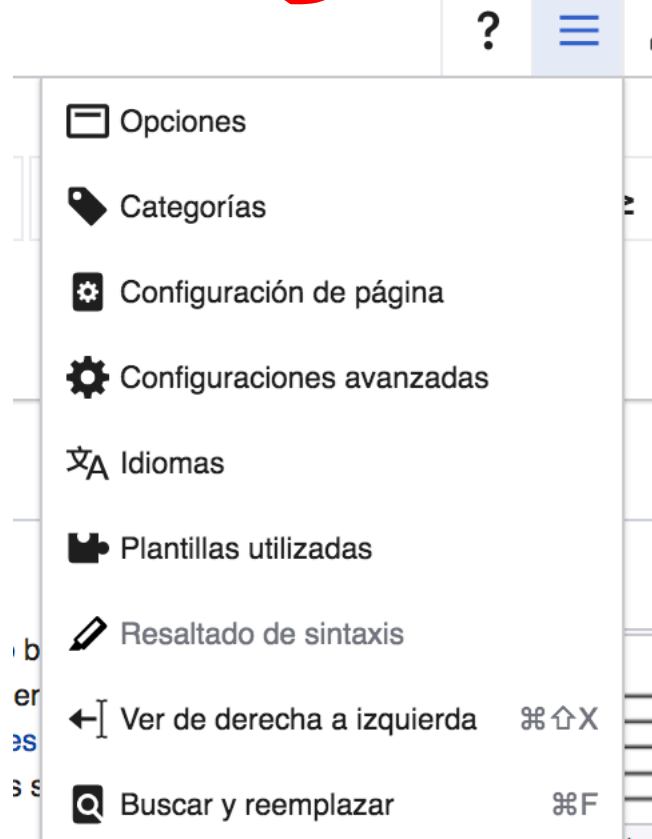 ?
Opciones
Categorías
Configuración de página
Configuraciones avanzadas
Idiomas
Plantillas utilizadas
Resaltado de sintaxis
Ver de derecha a izquierda ⌘⇧X
Buscar y reemplazar ⌘F